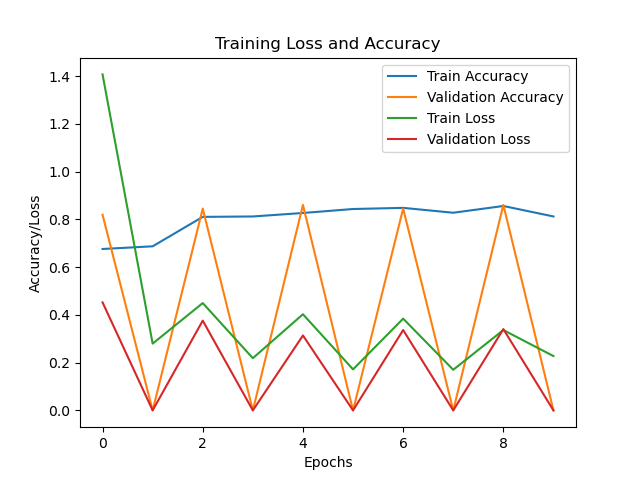 Training Loss and Accuracy
Train Accuracy
Validation Accuracy
Train Loss
Validation Loss
Accuracy/Loss
1.4
1.2
1.0
0.8
0.6
0.4
0.2
0.0
0 2 4 6 8
Epochs